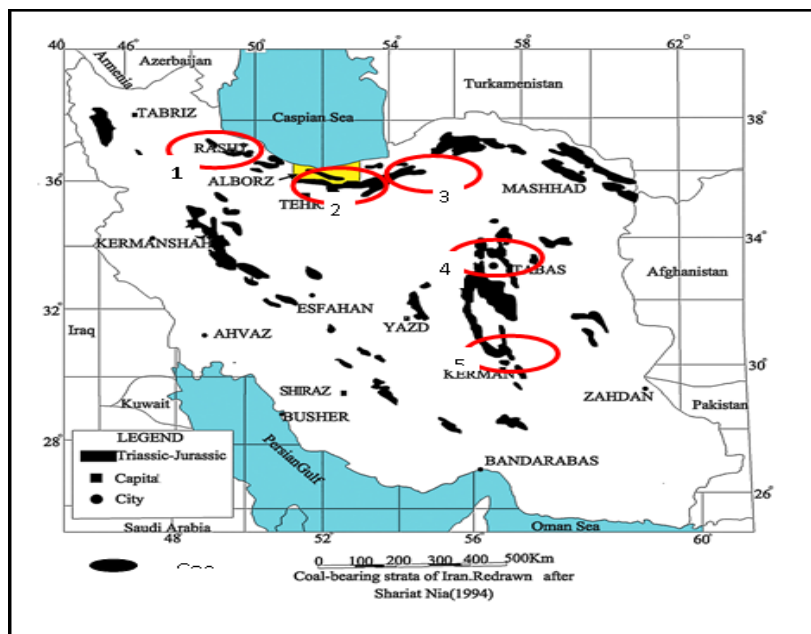 40° 46° 50° 54° 58° 62°
Armenia
Azerbaijan
Turkamenistan
TABRIZ
Caspian Sea
38° 38°
RASHT
1
36°
ALBORZ
MASHHAD
2
3
KERMANSHAH
34°
4
TABAS
Afghanistan
ESFAHAN
32°
YAZD
Iraq
AHVAZ
5
30°
KERMAN
SHIRAZ
ZAHDAN
Kuwait
BUSHER
Pakistan
LEGEND
28°
Triassic-Jurassic
PersianGulf
Capital
BANDARABAS
City
26°
Saudi Arabia
Oman Sea
48 52 56 60°
0 100 200 300 400 500Km
Coal-bearing strata of Iran.Redrawn after
Shariat Nia(1994)